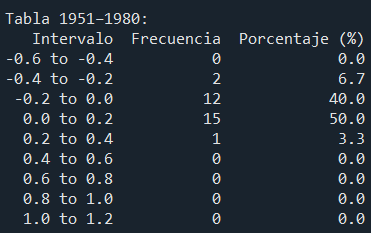 Tabla 1951–1980:
Intervalo Frecuencia Porcentaje (%)
-0.6 to -0.4 0 0.0
-0.4 to -0.2 2 6.7
-0.2 to 0.0 12 40.0
0.0 to 0.2 15 50.0
0.2 to 0.4 1 3.3
0.4 to 0.6 0 0.0
0.6 to 0.8 0 0.0
0.8 to 1.0 0 0.0
1.0 to 1.2 0 0.0